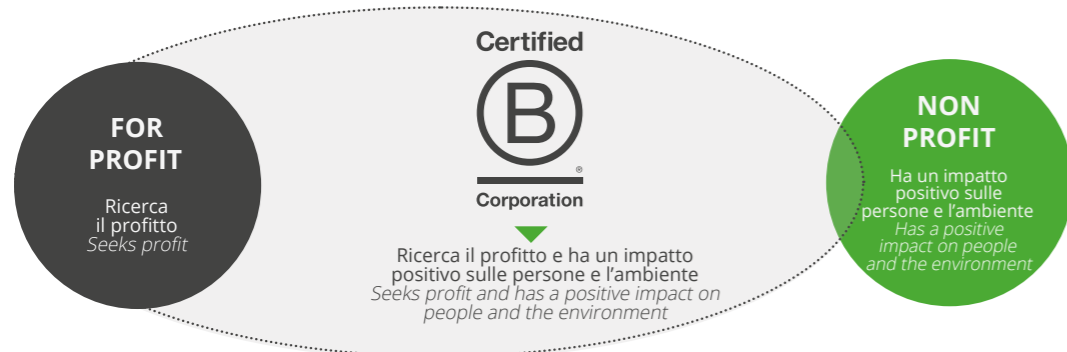 FOR
PROFIT
Ricerca
il profitto
Seeks profit
Certified
B
®
Corporation
Ricerca il profitto e ha un impatto
positivo sulle persone e l’ambiente
Seeks profit and has a positive impact on
people and the environment
NON
PROFIT
Ha un impatto
positivo sulle
persone e l’ambiente
Has a positive
impact on people
and the environment